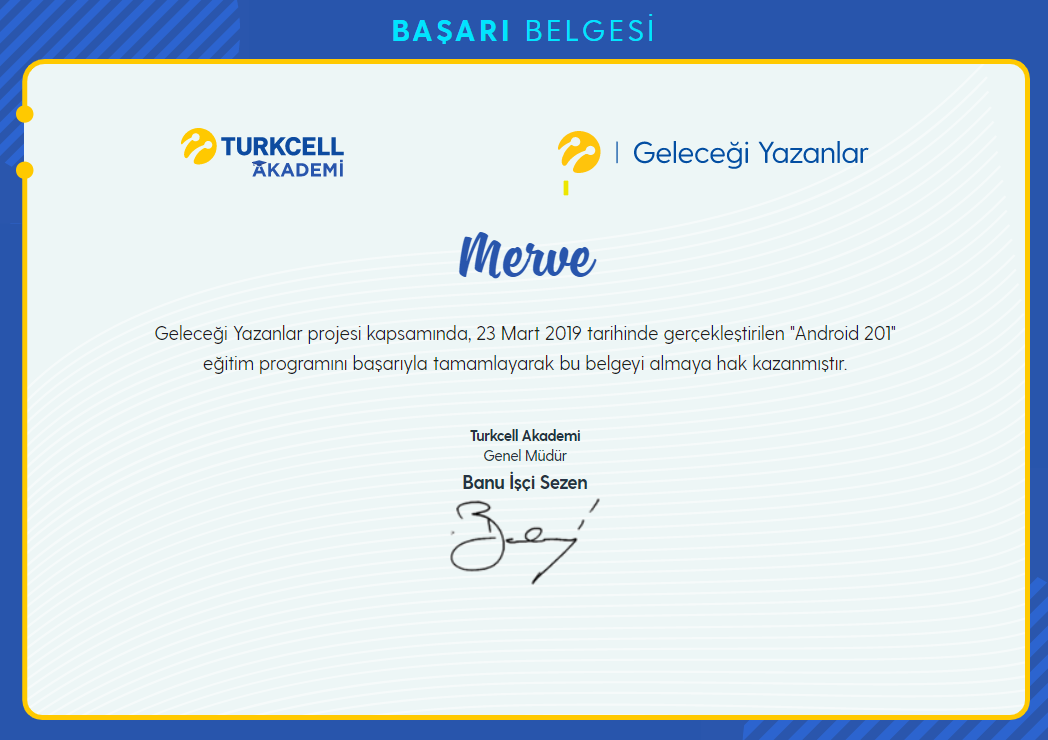 BAŞARI BELGESİ
TURKCELL
AKADEMİ
| Geleceği Yazanlar
Merve
Geleceği Yazanlar projesi kapsamında, 23 Mart 2019 tarihinde gerçekleştirilen "Android 201"
eğitim programını başarıyla tamamlayarak bu belgeyi almaya hak kazanmıştır.
Turkcell Akademi
Genel Müdür
Banu İşçi Sezen